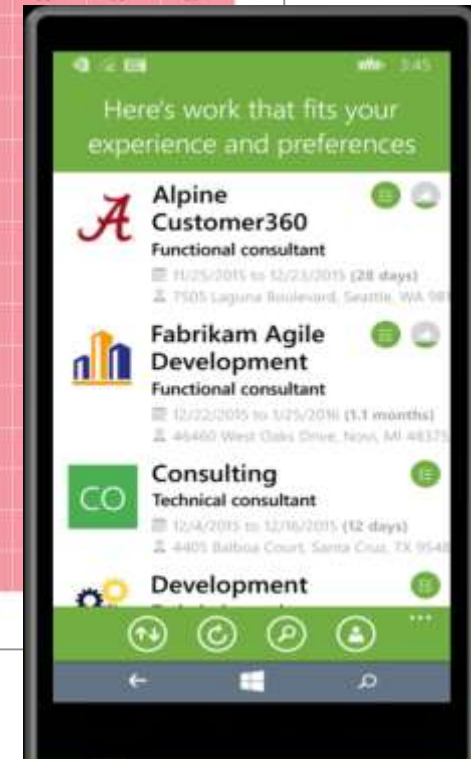 3:45
Here's work that fits your
experience and preferences
A
Alpine
Customer360
Functional consultant
11/25/2015 to 12/23/2015 (28 days)
7505 Laguna Boulevard, Seattle, WA 981
Fabrikam Agile
Development
Functional consultant
12/22/2015 to 1/25/2016 (1.1 months)
46460 West Oaks Drive, Novi, MI 48375
CO
Consulting
Technical consultant
12/4/2015 to 12/16/2015 (12 days)
4405 Balboa Court, Santa Cruz, TX 9548
Development